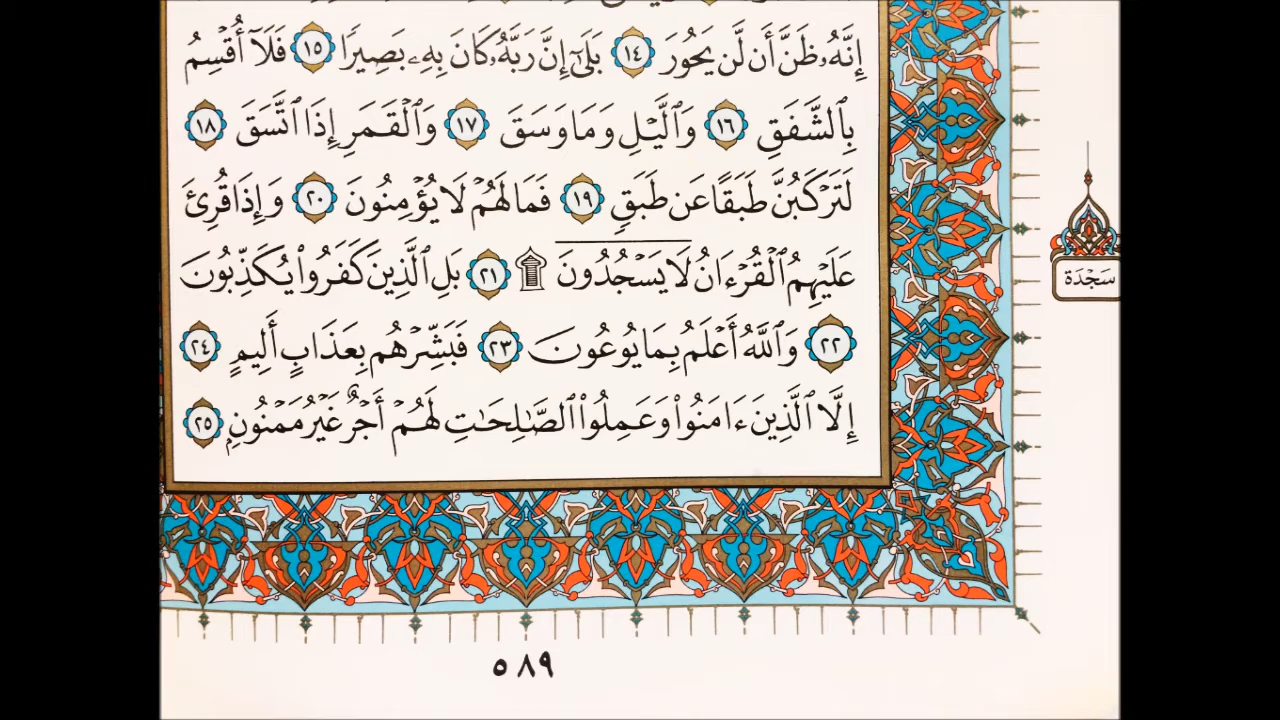 إِنَّهُۥ ظَنَّ أَن لَّن يَحُورَ ١٤ بَلَىٰٓ إِنَّ رَبَّهُۥ كَانَ بِهِۦ بَصِيرًا ١٥ فَلَآ أُقْسِمُ
بِٱلشَّفَقِ ١٦ وَٱلَّيْلِ وَمَا وَسَقَ ١٧ وَٱلْقَمَرِ إِذَا ٱتَّسَقَ ١٨
لَتَرْكَبُنَّ طَبَقًا عَن طَبَقٍ ١٩ فَمَا لَهُمْ لَا يُؤْمِنُونَ ٢٠ وَإِذَا قُرِئَ
عَلَيْهِمُ ٱلْقُرْءَانُ لَا يَسْجُدُونَ ۩ ٢١ بَلِ ٱلَّذِينَ كَفَرُوا۟ يُكَذِّبُونَ
سَجْدَة
٢٢ وَٱللَّهُ أَعْلَمُ بِمَا يُوعُونَ ٢٣ فَبَشِّرْهُم بِعَذَابٍ أَلِيمٍ ٢٤
إِلَّا ٱلَّذِينَ ءَامَنُوا۟ وَعَمِلُوا۟ ٱلصَّٰلِحَٰتِ لَهُمْ أَجْرٌ غَيْرُ مَمْنُونٍۭ ٢٥
٥٨٩